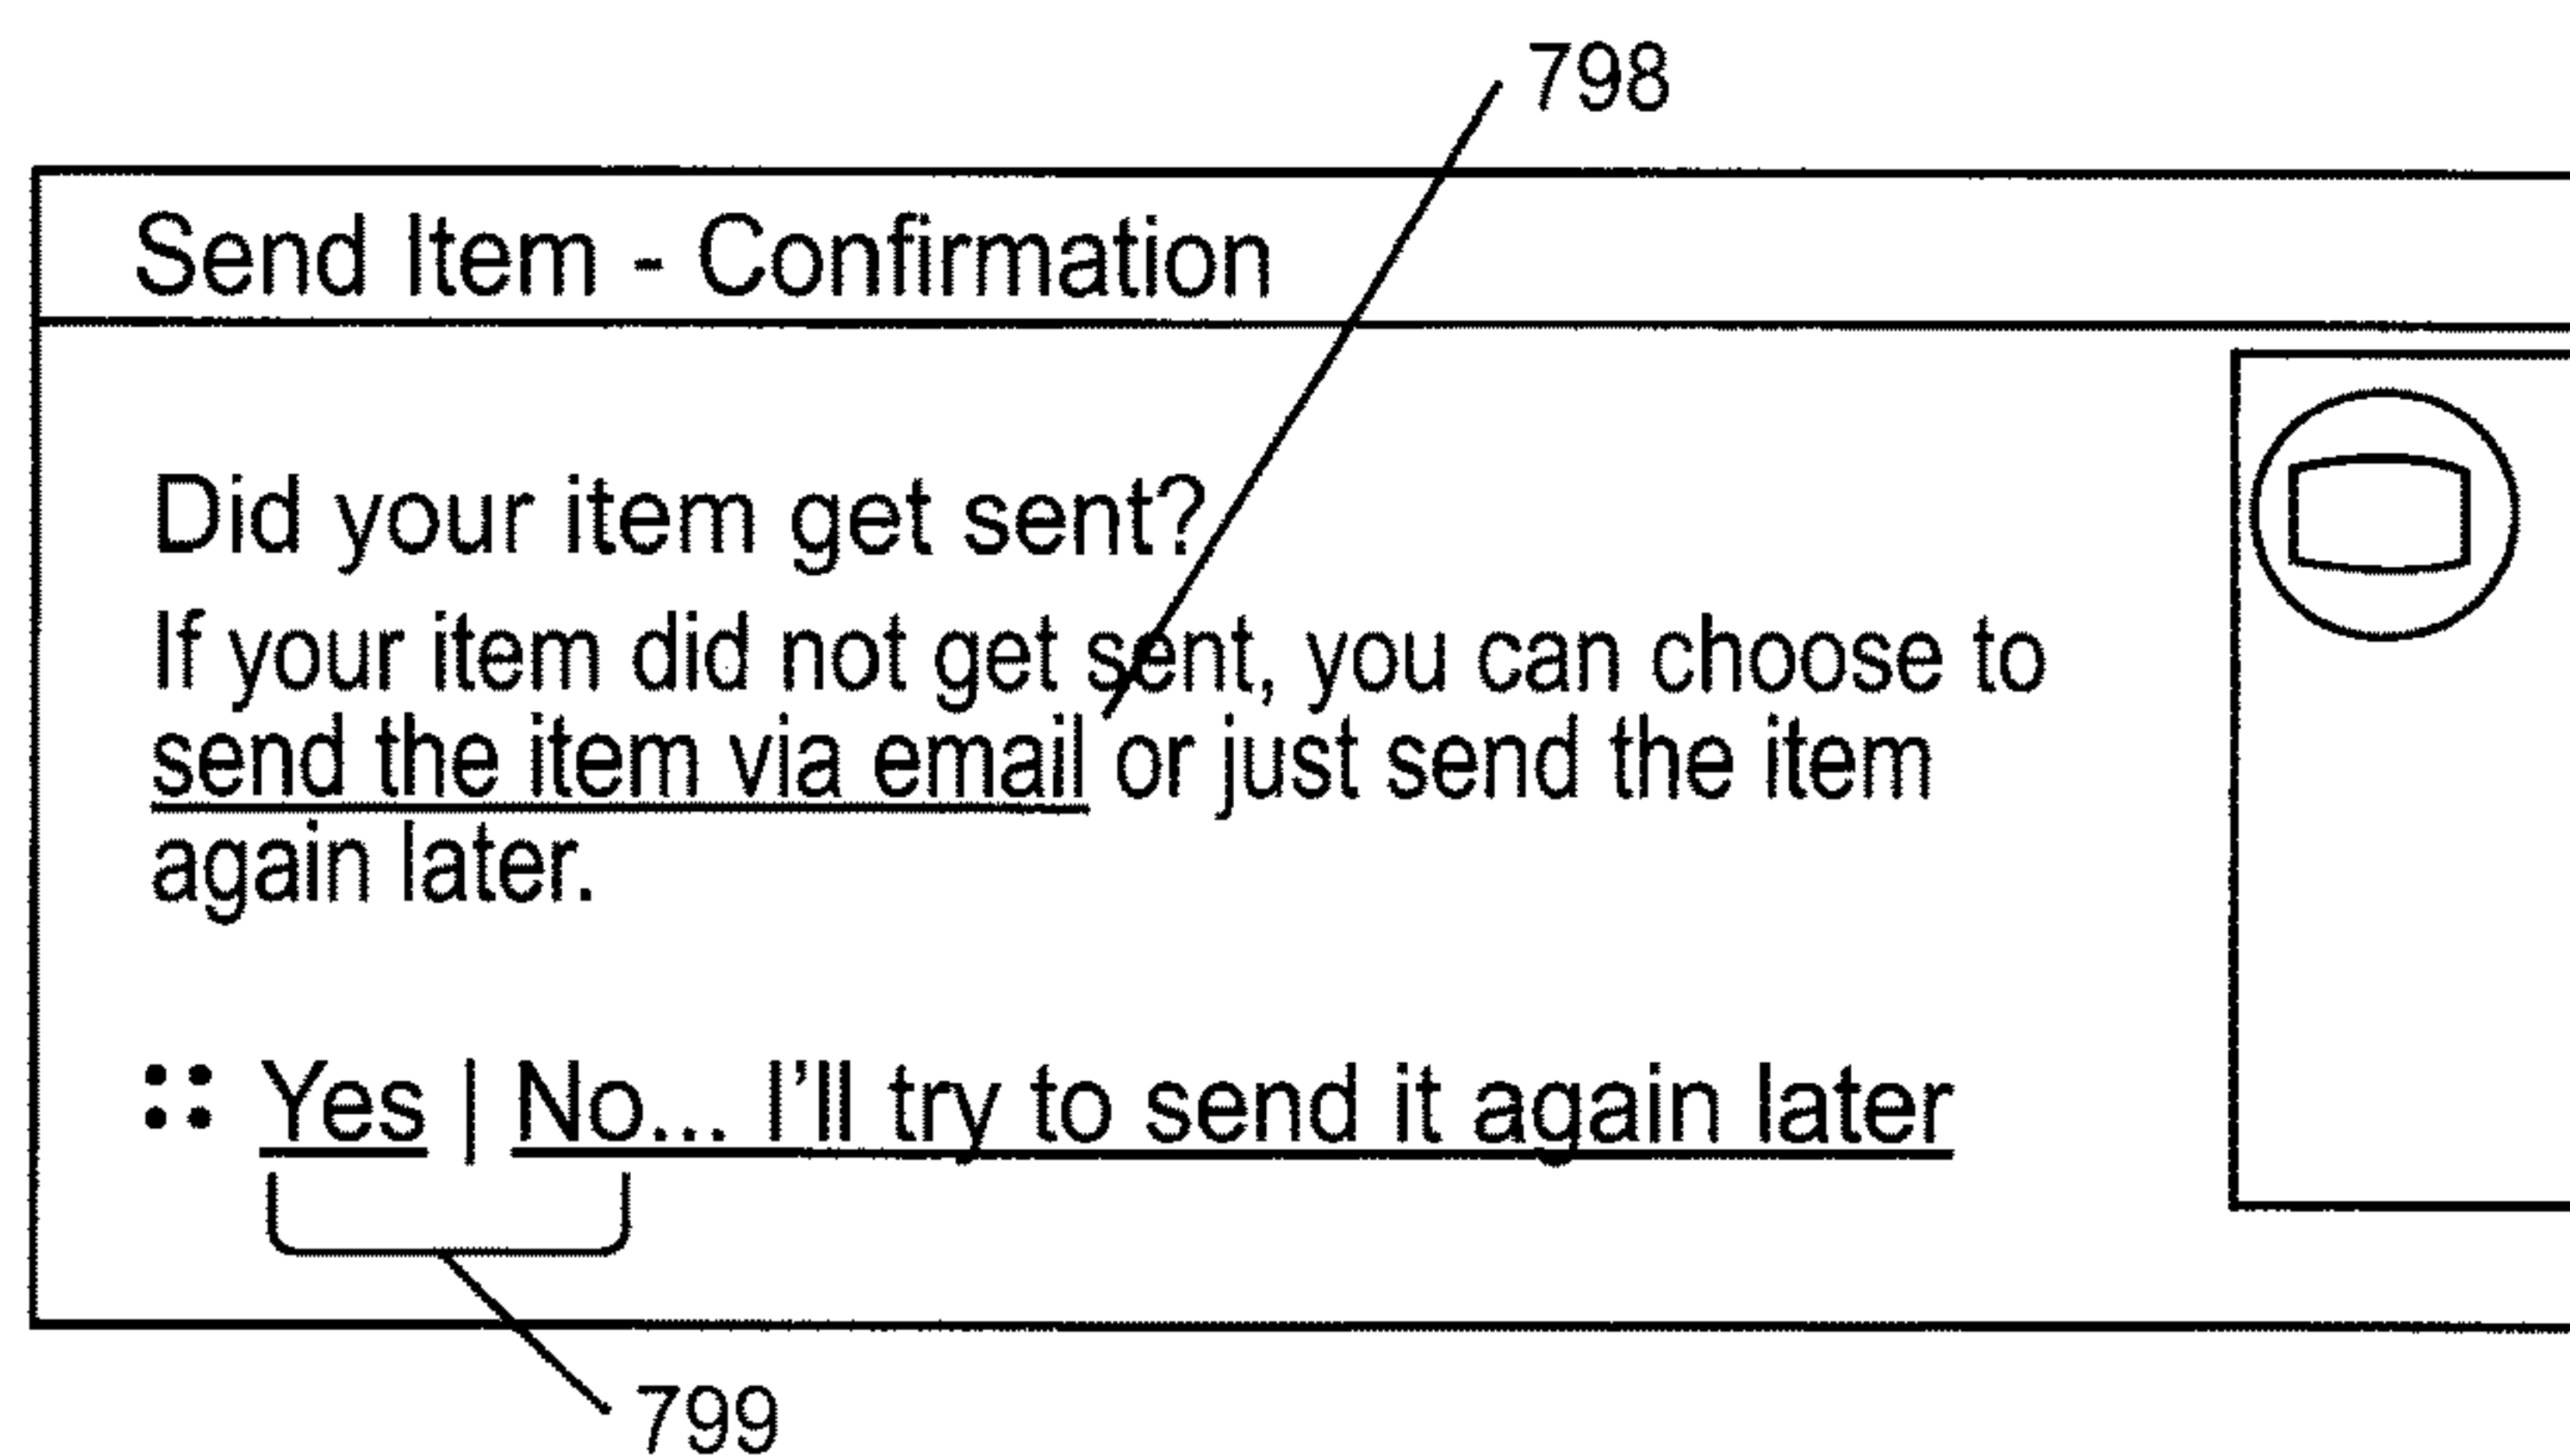 798
Send Item - Confirmation
Did your item get sent?
If your item did not get sent, you can choose to
send the item via email or just send the item
again later.
Yes | No... I'll try to send it again later
799